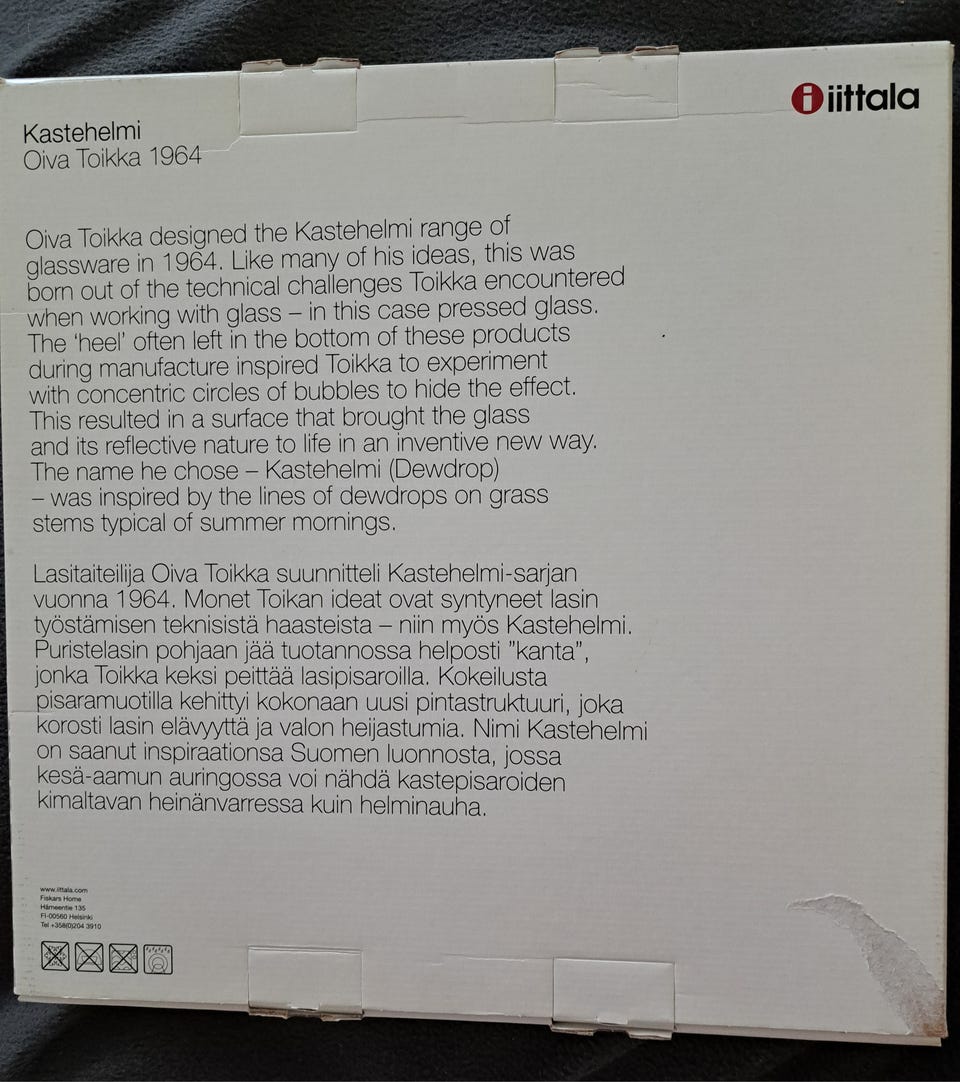 iittala
Kastehelmi
Oiva Toikka 1964
Oiva Toikka designed the Kastehelmi range of
glassware in 1964. Like many of his ideas, this was
born out of the technical challenges Toikka encountered
when working with glass – in this case pressed glass.
The ‘heel’ often left in the bottom of these products
during manufacture inspired Toikka to experiment
with concentric circles of bubbles to hide the effect.
This resulted in a surface that brought the glass
and its reflective nature to life in an inventive new way.
The name he chose – Kastehelmi (Dewdrop)
– was inspired by the lines of dewdrops on grass
stems typical of summer mornings.
Lasitaiteilija Oiva Toikka suunnitteli Kastehelmi-sarjan
vuonna 1964. Monet Toikan ideat ovat syntyneet lasin
työstämisen teknisistä haasteista – niin myös Kastehelmi.
Puristelasin pohjaan jää tuotannossa helposti ”kanta”,
jonka Toikka keksi peittää lasipisaroilla. Kokeilusta
pisaramuotilla kehittyi kokonaan uusi pintastruktuuri, joka
korosti lasin elävyyttä ja valon heijastumia. Nimi Kastehelmi
on saanut inspiraationsa Suomen luonnosta, jossa
kesä-aamun auringossa voi nähdä kastepisaroiden
kimaltavan heinänvarressa kuin helminauha.
www.iittala.com
Fiskars Home
Hämeentie 135
FI-00560 Helsinki
Tel +358(0)204 3910